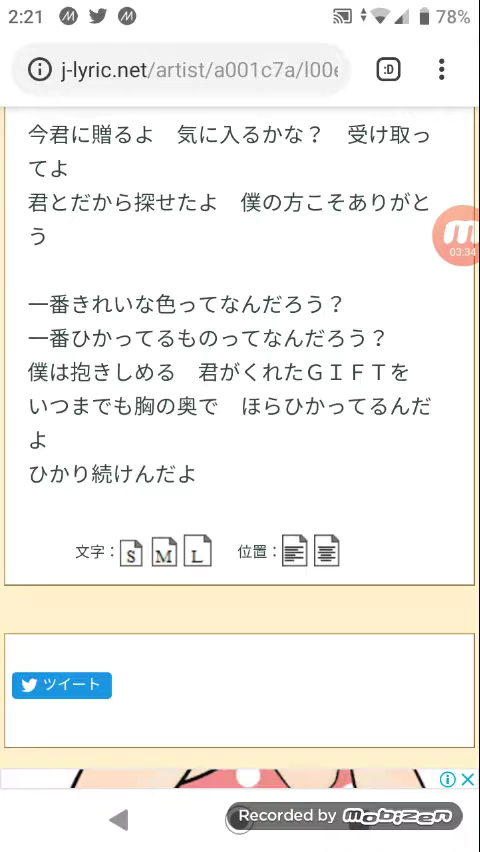 2:21
78%
j-lyric.net/artist/a001c7a/l00e
:D
今君に贈るよ　気に入るかな？　受け取っ
てよ
君とだから探せたよ　僕の方こそありがと
う
03:34
一番きれいな色ってなんだろう？
一番ひかってるものってなんだろう？
僕は抱きしめる　君がくれたＧＩＦＴを
いつまでも胸の奥で　ほらひかってるんだ
よ
ひかり続けんだよ
文字：S M L 位置：
ツイート
Recorded by mobizen